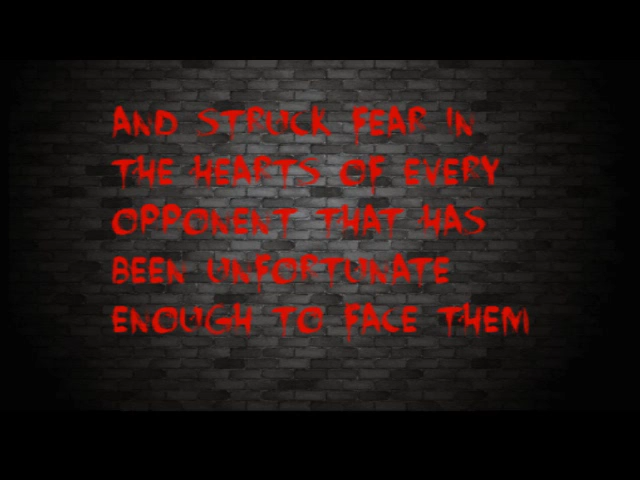 AND STRUCK FEAR IN
THE HEARTS OF EVERY
OPPONENT THAT HAS
BEEN UNFORTUNATE
ENOUGH TO FACE THEM